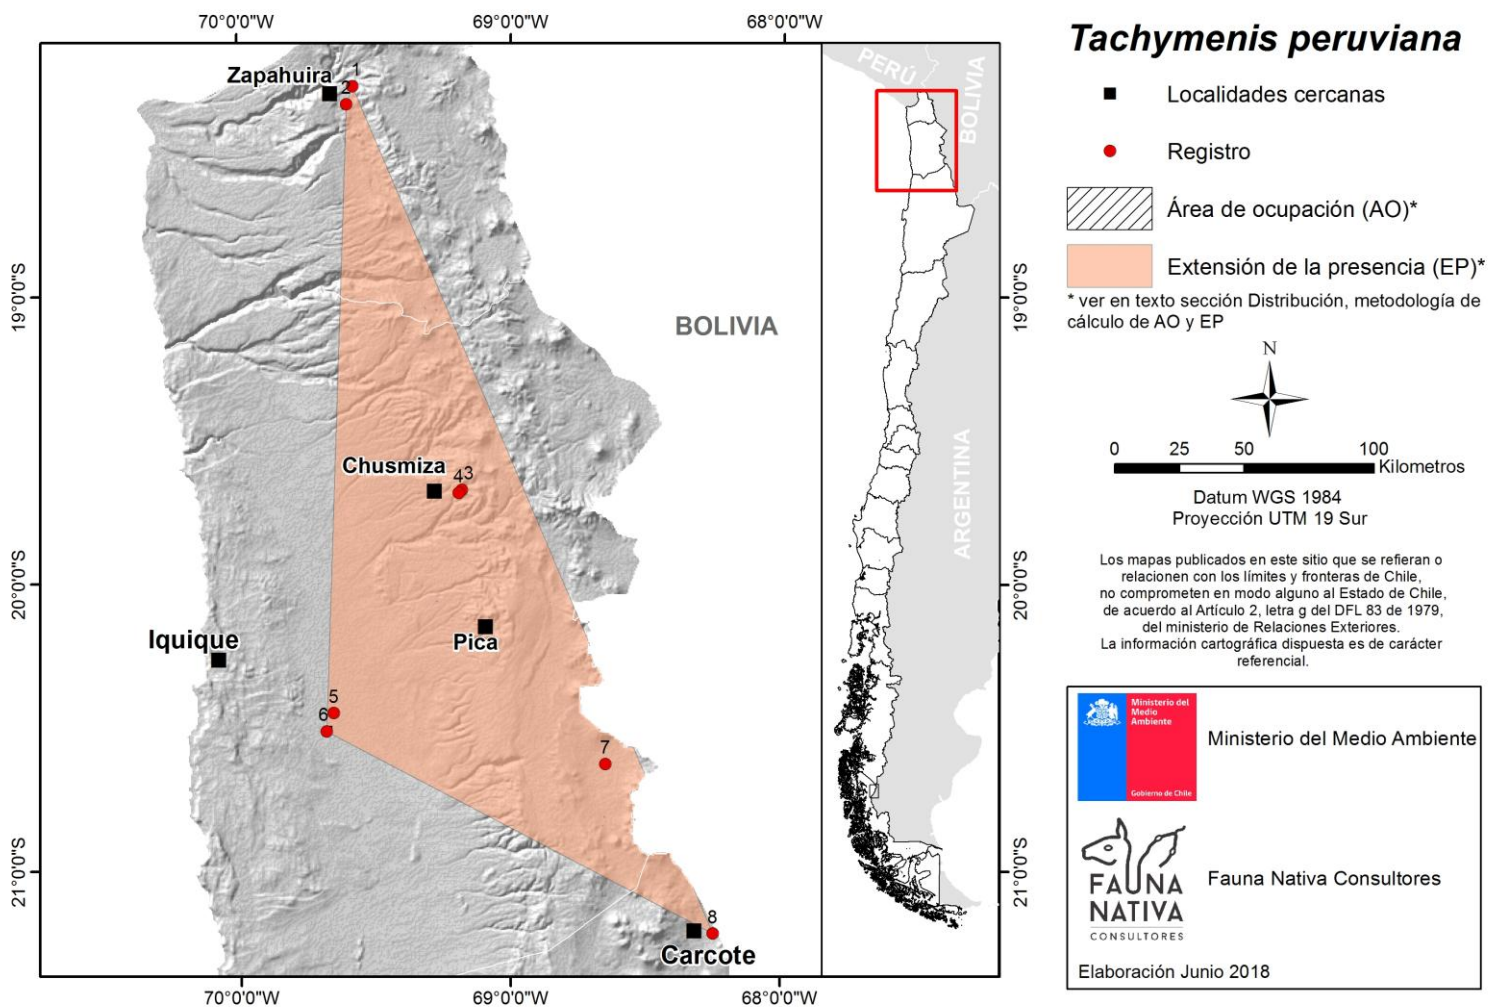 70°0'0"W
69°0'0"W
68°0'0"W
Zapahuira
1
2
19°0'0"S
BOLIVIA
Chusmiza
4
3
20°0'0"S
Iquique
Pica
5
6
7
21°0'0"S
8
Carcote
70°0'0"W
69°0'0"W
68°0'0"W
PERÚ
BOLIVIA
ARGENTINA
19°0'0"S
20°0'0"S
21°0'0"S
Tachymenis peruviana
Localidades cercanas
Registro
Área de ocupación (AO)*
Extensión de la presencia (EP)*
* ver en texto sección Distribución, metodología de
cálculo de AO y EP
N
0 25 50 100
Kilometros
Datum WGS 1984
Proyección UTM 19 Sur
Los mapas publicados en este sitio que se refieran o
relacionen con los límites y fronteras de Chile,
no comprometen en modo alguno al Estado de Chile,
de acuerdo al Artículo 2, letra g del DFL 83 de 1979,
del ministerio de Relaciones Exteriores.
La información cartográfica dispuesta es de carácter
referencial.
Ministerio del
Medio
Ambiente
Gobierno de Chile
Ministerio del Medio Ambiente
FAUNA
NATIVA
CONSULTORES
Fauna Nativa Consultores
Elaboración Junio 2018